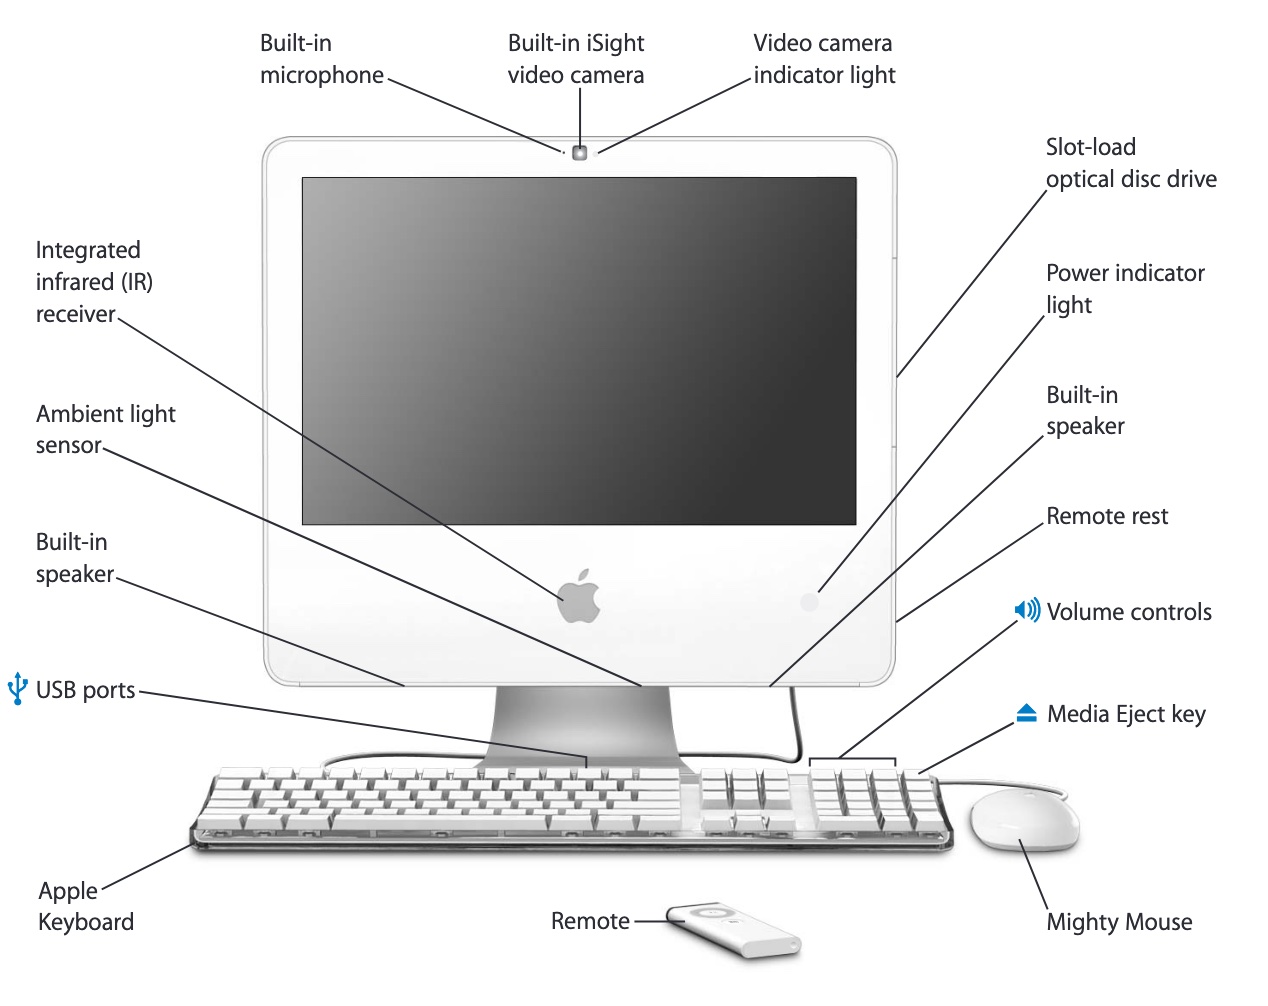 Built-in
microphone
Built-in iSight
video camera
Video camera
indicator light
Slot-load
optical disc drive
Integrated
infrared (IR)
receiver
Power indicator
light
Ambient light
sensor
Built-in
speaker
Built-in
speaker
Remote rest
Volume controls
USB ports
Media Eject key
Apple
Keyboard
Remote
Mighty Mouse